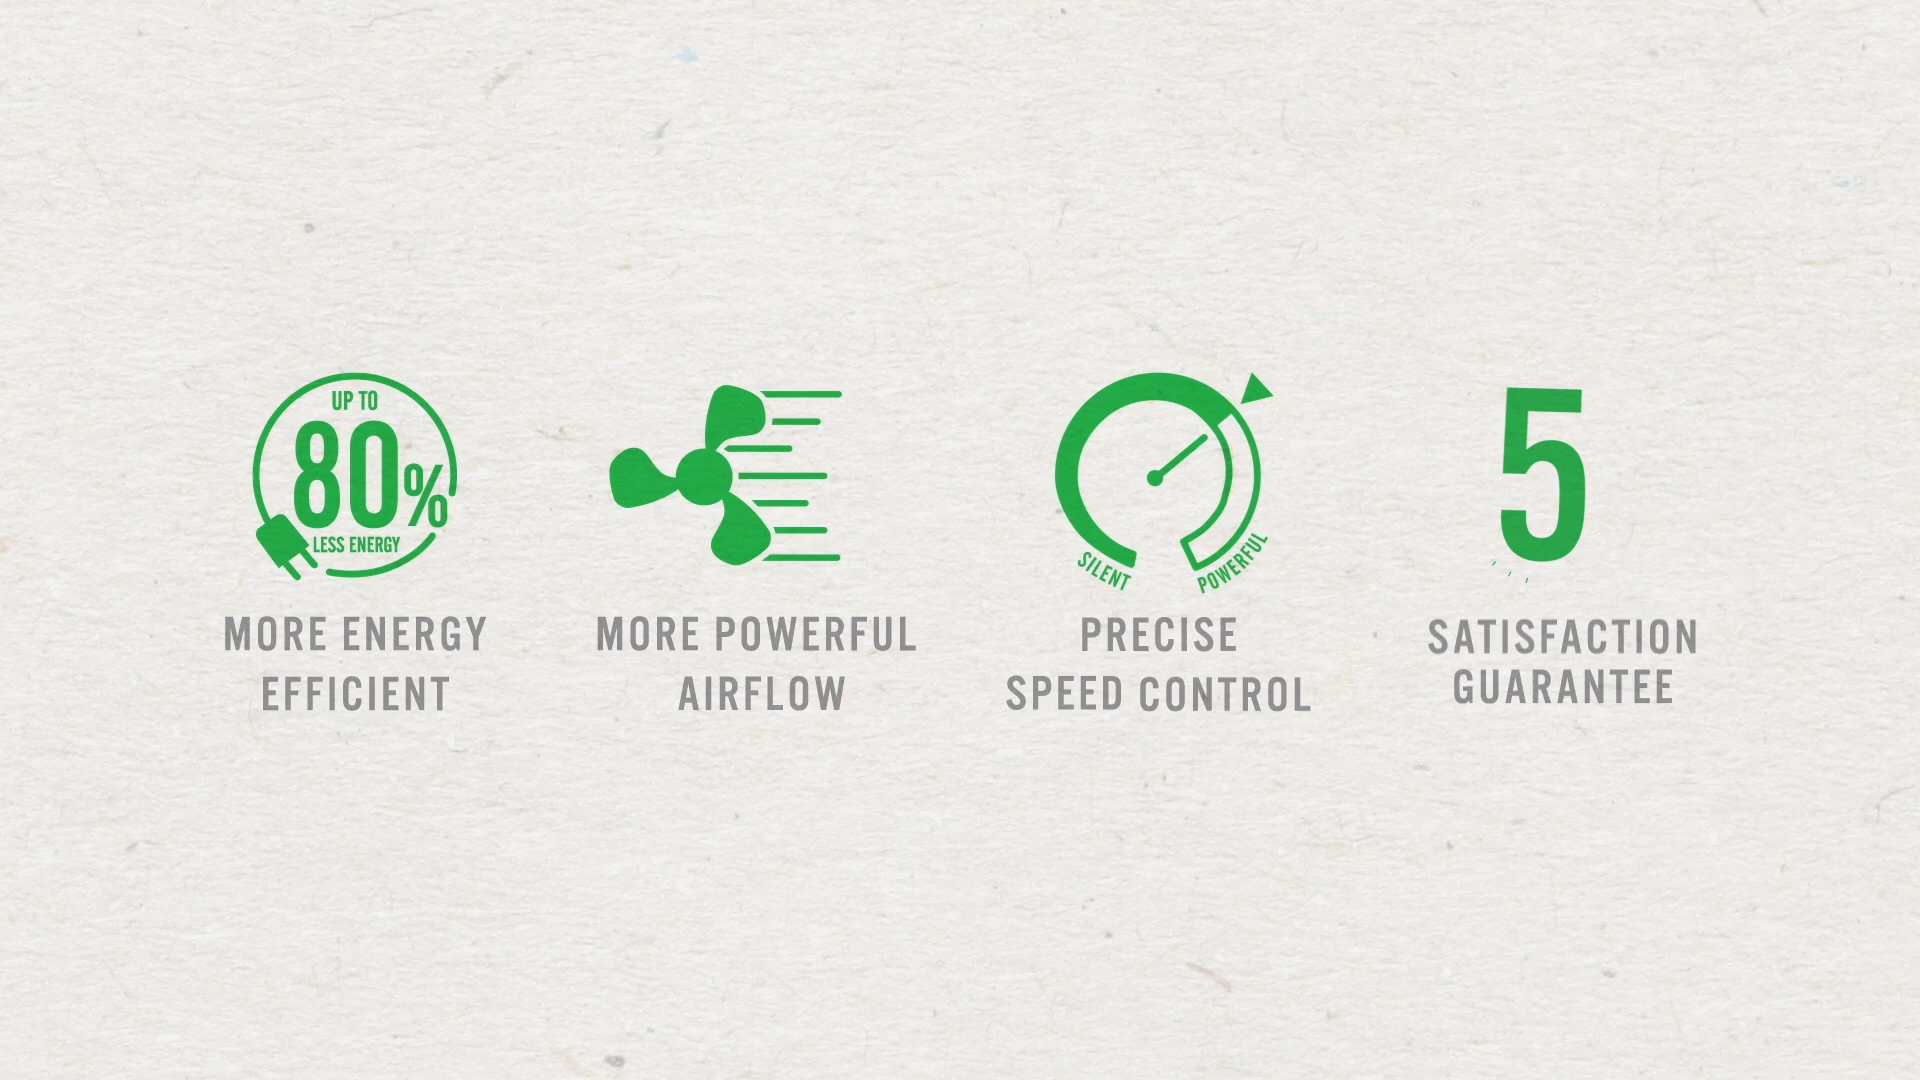 UP TO
80%
LESS ENERGY
MORE ENERGY
EFFICIENT
MORE POWERFUL
AIRFLOW
SILENT
POWERFUL
PRECISE
SPEED CONTROL
5
SATISFACTION
GUARANTEE